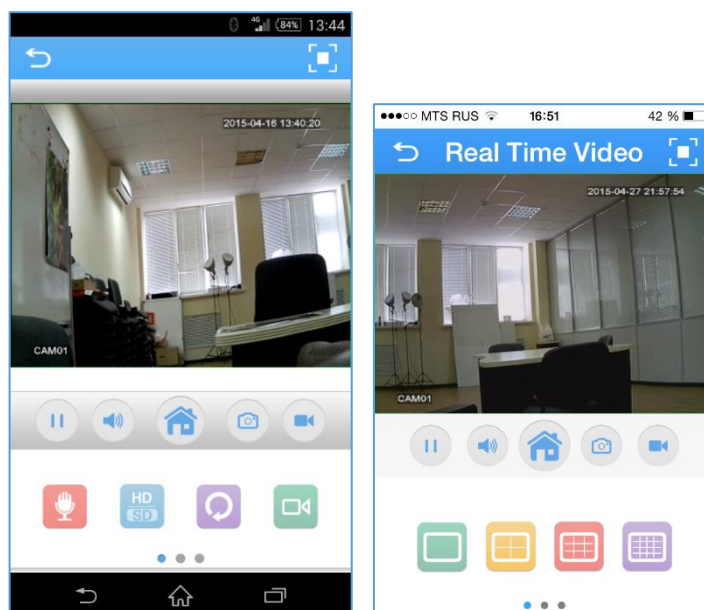 4G 84% 13:44
2015-04-16 13:40:20
CAM01
HD
SD
MTS RUS 16:51 42 %
Real Time Video
2015-04-27 21:57:54
CAM01